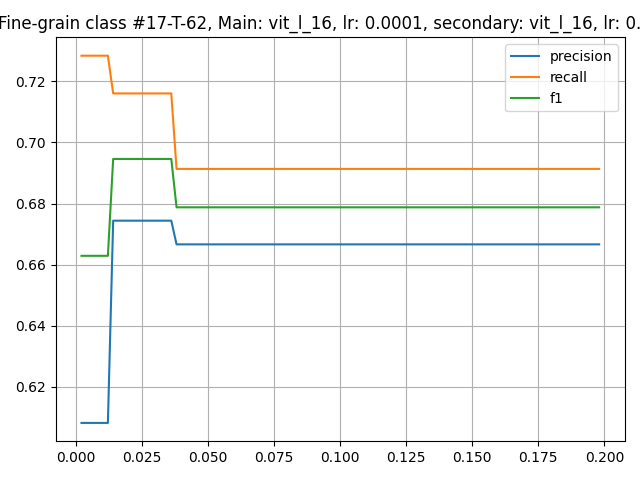 Fine-grain class #17-T-62, Main: vit_l_16, lr: 0.0001, secondary: vit_l_16, lr: 0.
precision
recall
f1
0.72
0.70
0.68
0.66
0.64
0.62
0.000 0.025 0.050 0.075 0.100 0.125 0.150 0.175 0.200